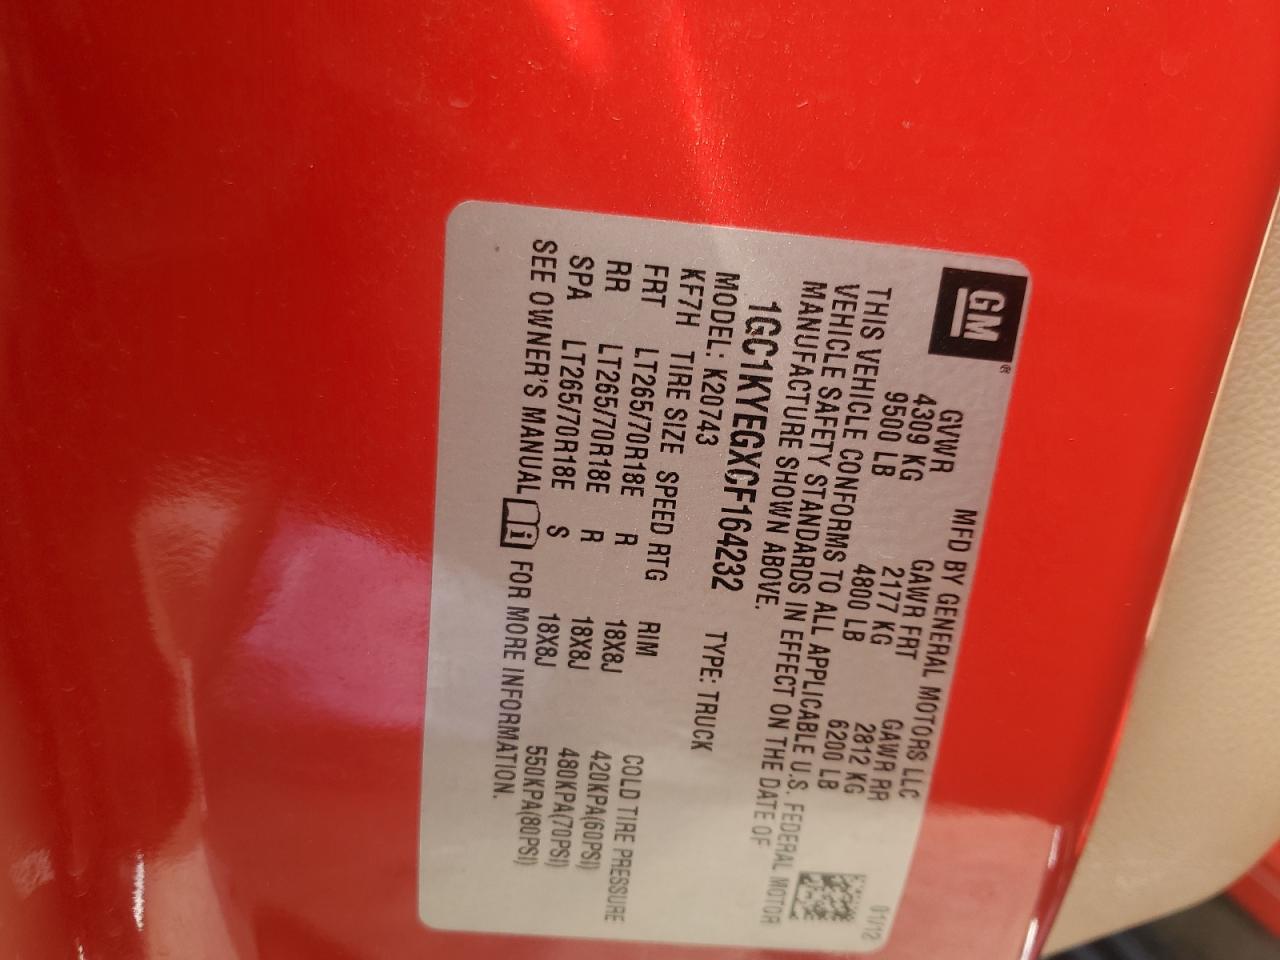 GM®
MFD BY GENERAL MOTORS LLC 01/12
GVWR GAWR FRT GAWR RR
4309 KG 2177 KG 2812 KG
9500 LB 4800 LB 6200 LB
THIS VEHICLE CONFORMS TO ALL APPLICABLE U.S. FEDERAL MOTOR
VEHICLE SAFETY STANDARDS IN EFFECT ON THE DATE OF
MANUFACTURE SHOWN ABOVE.
1GC1KYEGXCF164232
MODEL: K20743 TYPE: TRUCK
KF7H TIRE SIZE SPEED RTG RIM COLD TIRE PRESSURE
FRT LT265/70R18E R 18X8J 420KPA(60PSI)
RR LT265/70R18E R 18X8J 480KPA(70PSI)
SPA LT265/70R18E S 18X8J 550KPA(80PSI)
SEE OWNER'S MANUAL i FOR MORE INFORMATION.